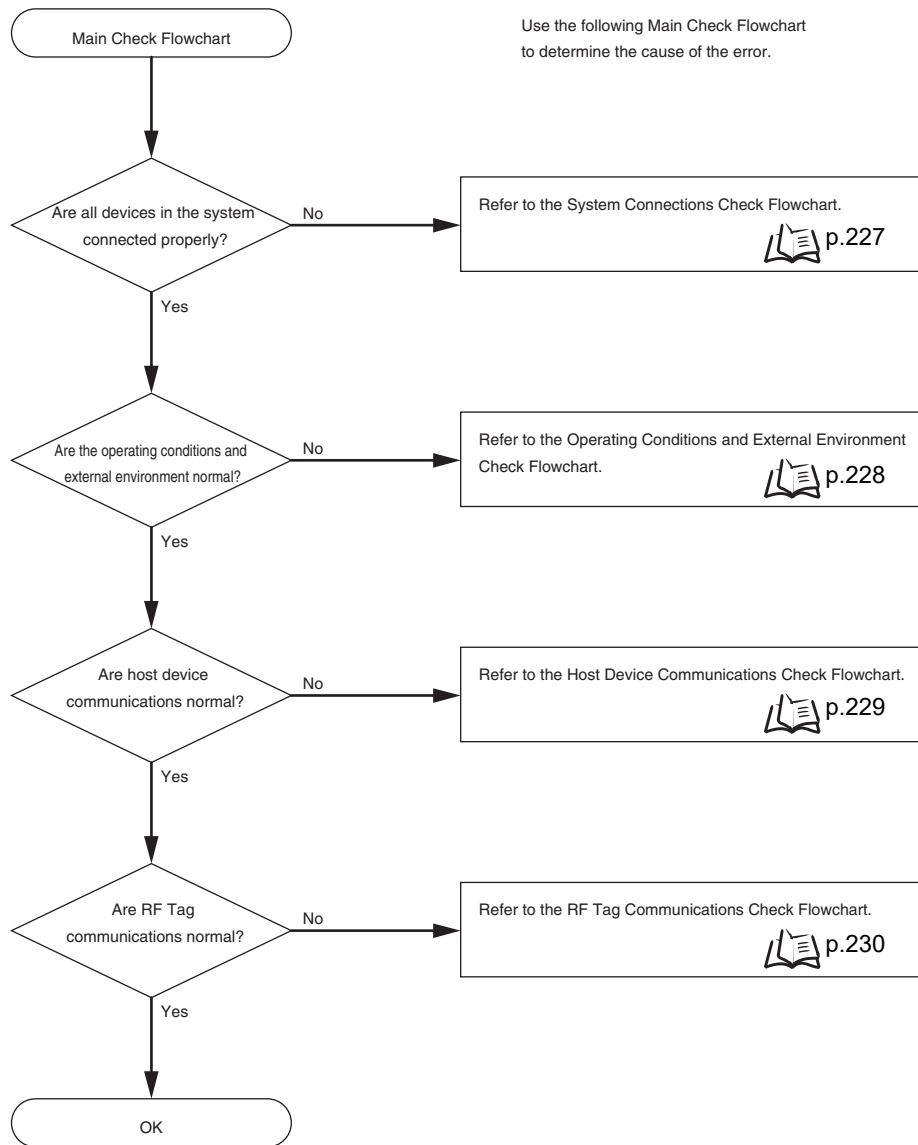 Main Check Flowchart
Use the following Main Check Flowchart
to determine the cause of the error.
Are all devices in the system
connected properly?
No
Refer to the System Connections Check Flowchart.
p.227
Yes
Are the operating conditions and
external environment normal?
No
Refer to the Operating Conditions and External Environment
Check Flowchart.
p.228
Yes
Are host device
communications normal?
No
Refer to the Host Device Communications Check Flowchart.
p.229
Yes
Are RF Tag
communications normal?
No
Refer to the RF Tag Communications Check Flowchart.
p.230
Yes
OK